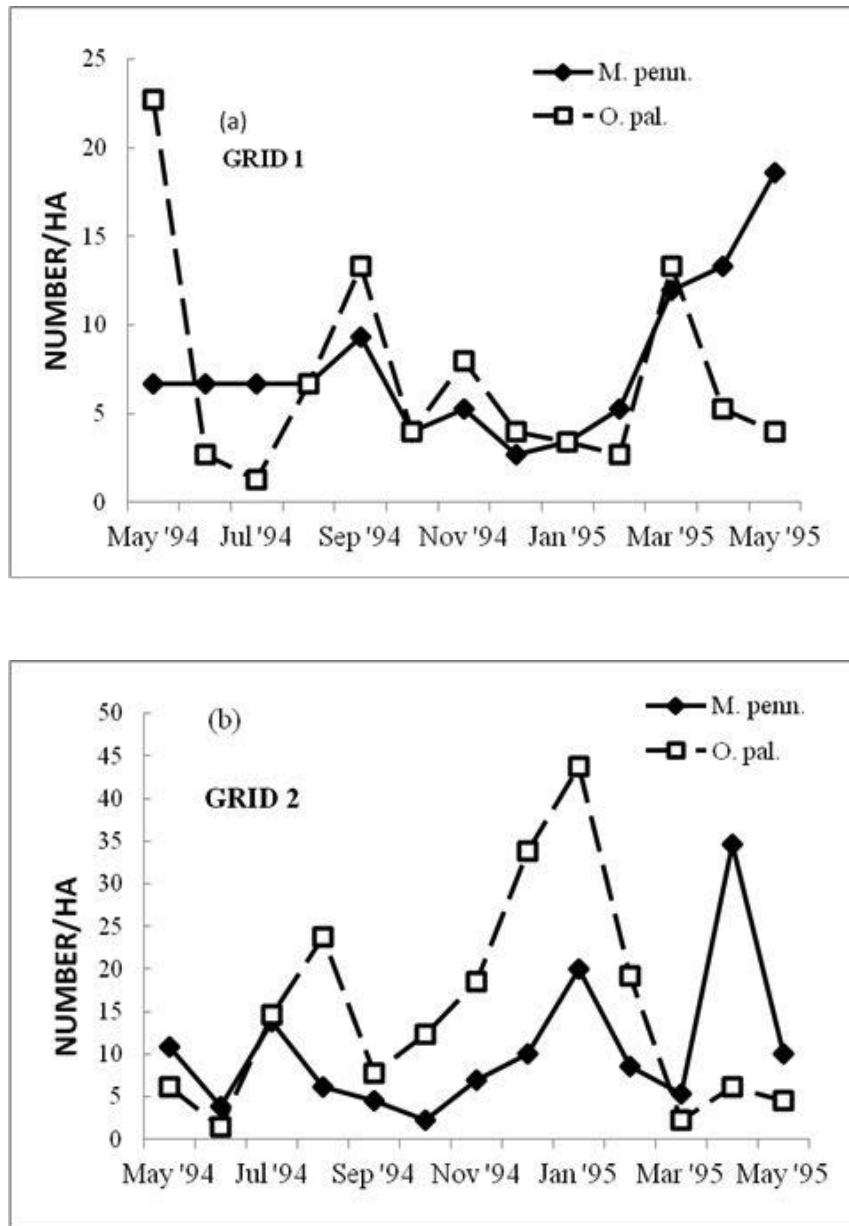 25
20
15
10
5
0
NUMBER/HA
(a)
GRID 1
M. penn.
O. pal.
May '94 Jul '94 Sep '94 Nov '94 Jan '95 Mar '95 May '95
50
45
40
35
30
25
20
15
10
5
0
NUMBER/HA
(b)
GRID 2
M. penn.
O. pal.
May '94 Jul '94 Sep '94 Nov '94 Jan '95 Mar '95 May '95